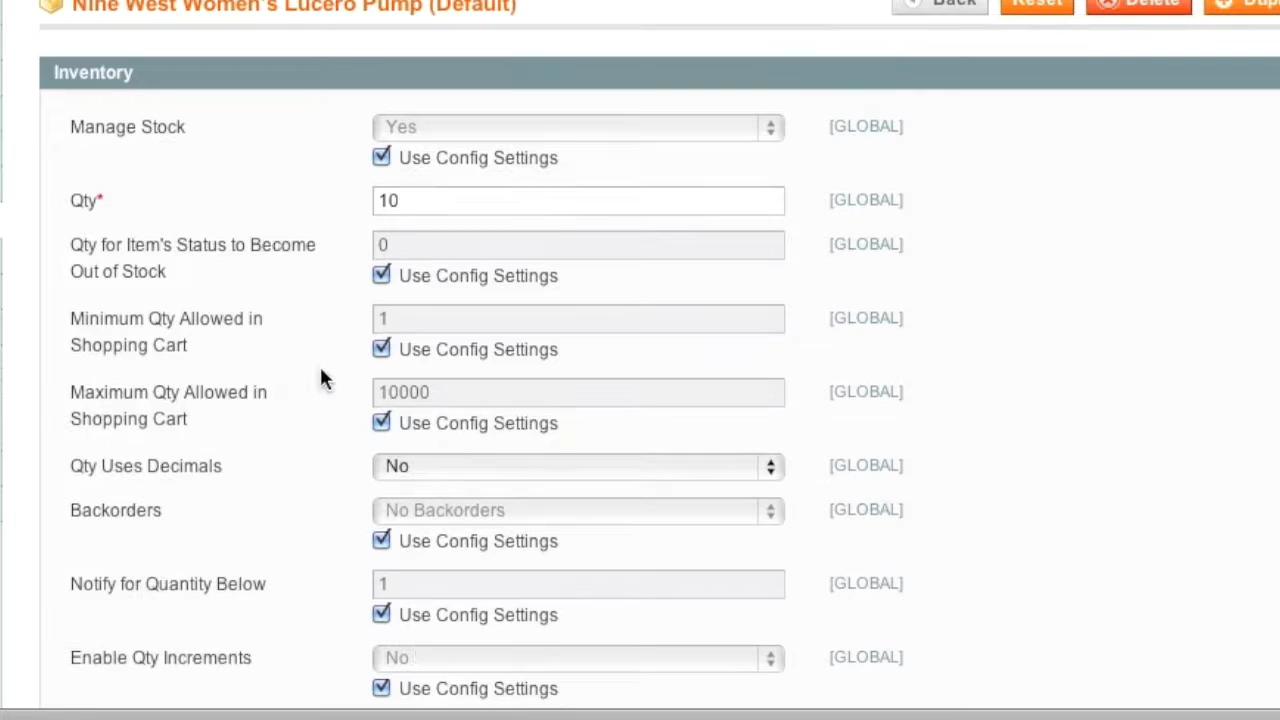 Nine West Women's Lucero Pump (Default)
Back
Reset
Delete
Inventory
Manage Stock
Yes
[GLOBAL]
Use Config Settings
Qty*
10
[GLOBAL]
Qty for Item's Status to Become
Out of Stock
0
[GLOBAL]
Use Config Settings
Minimum Qty Allowed in
Shopping Cart
1
[GLOBAL]
Use Config Settings
Maximum Qty Allowed in
Shopping Cart
10000
[GLOBAL]
Use Config Settings
Qty Uses Decimals
No
[GLOBAL]
Backorders
No Backorders
[GLOBAL]
Use Config Settings
Notify for Quantity Below
1
[GLOBAL]
Use Config Settings
Enable Qty Increments
No
[GLOBAL]
Use Config Settings